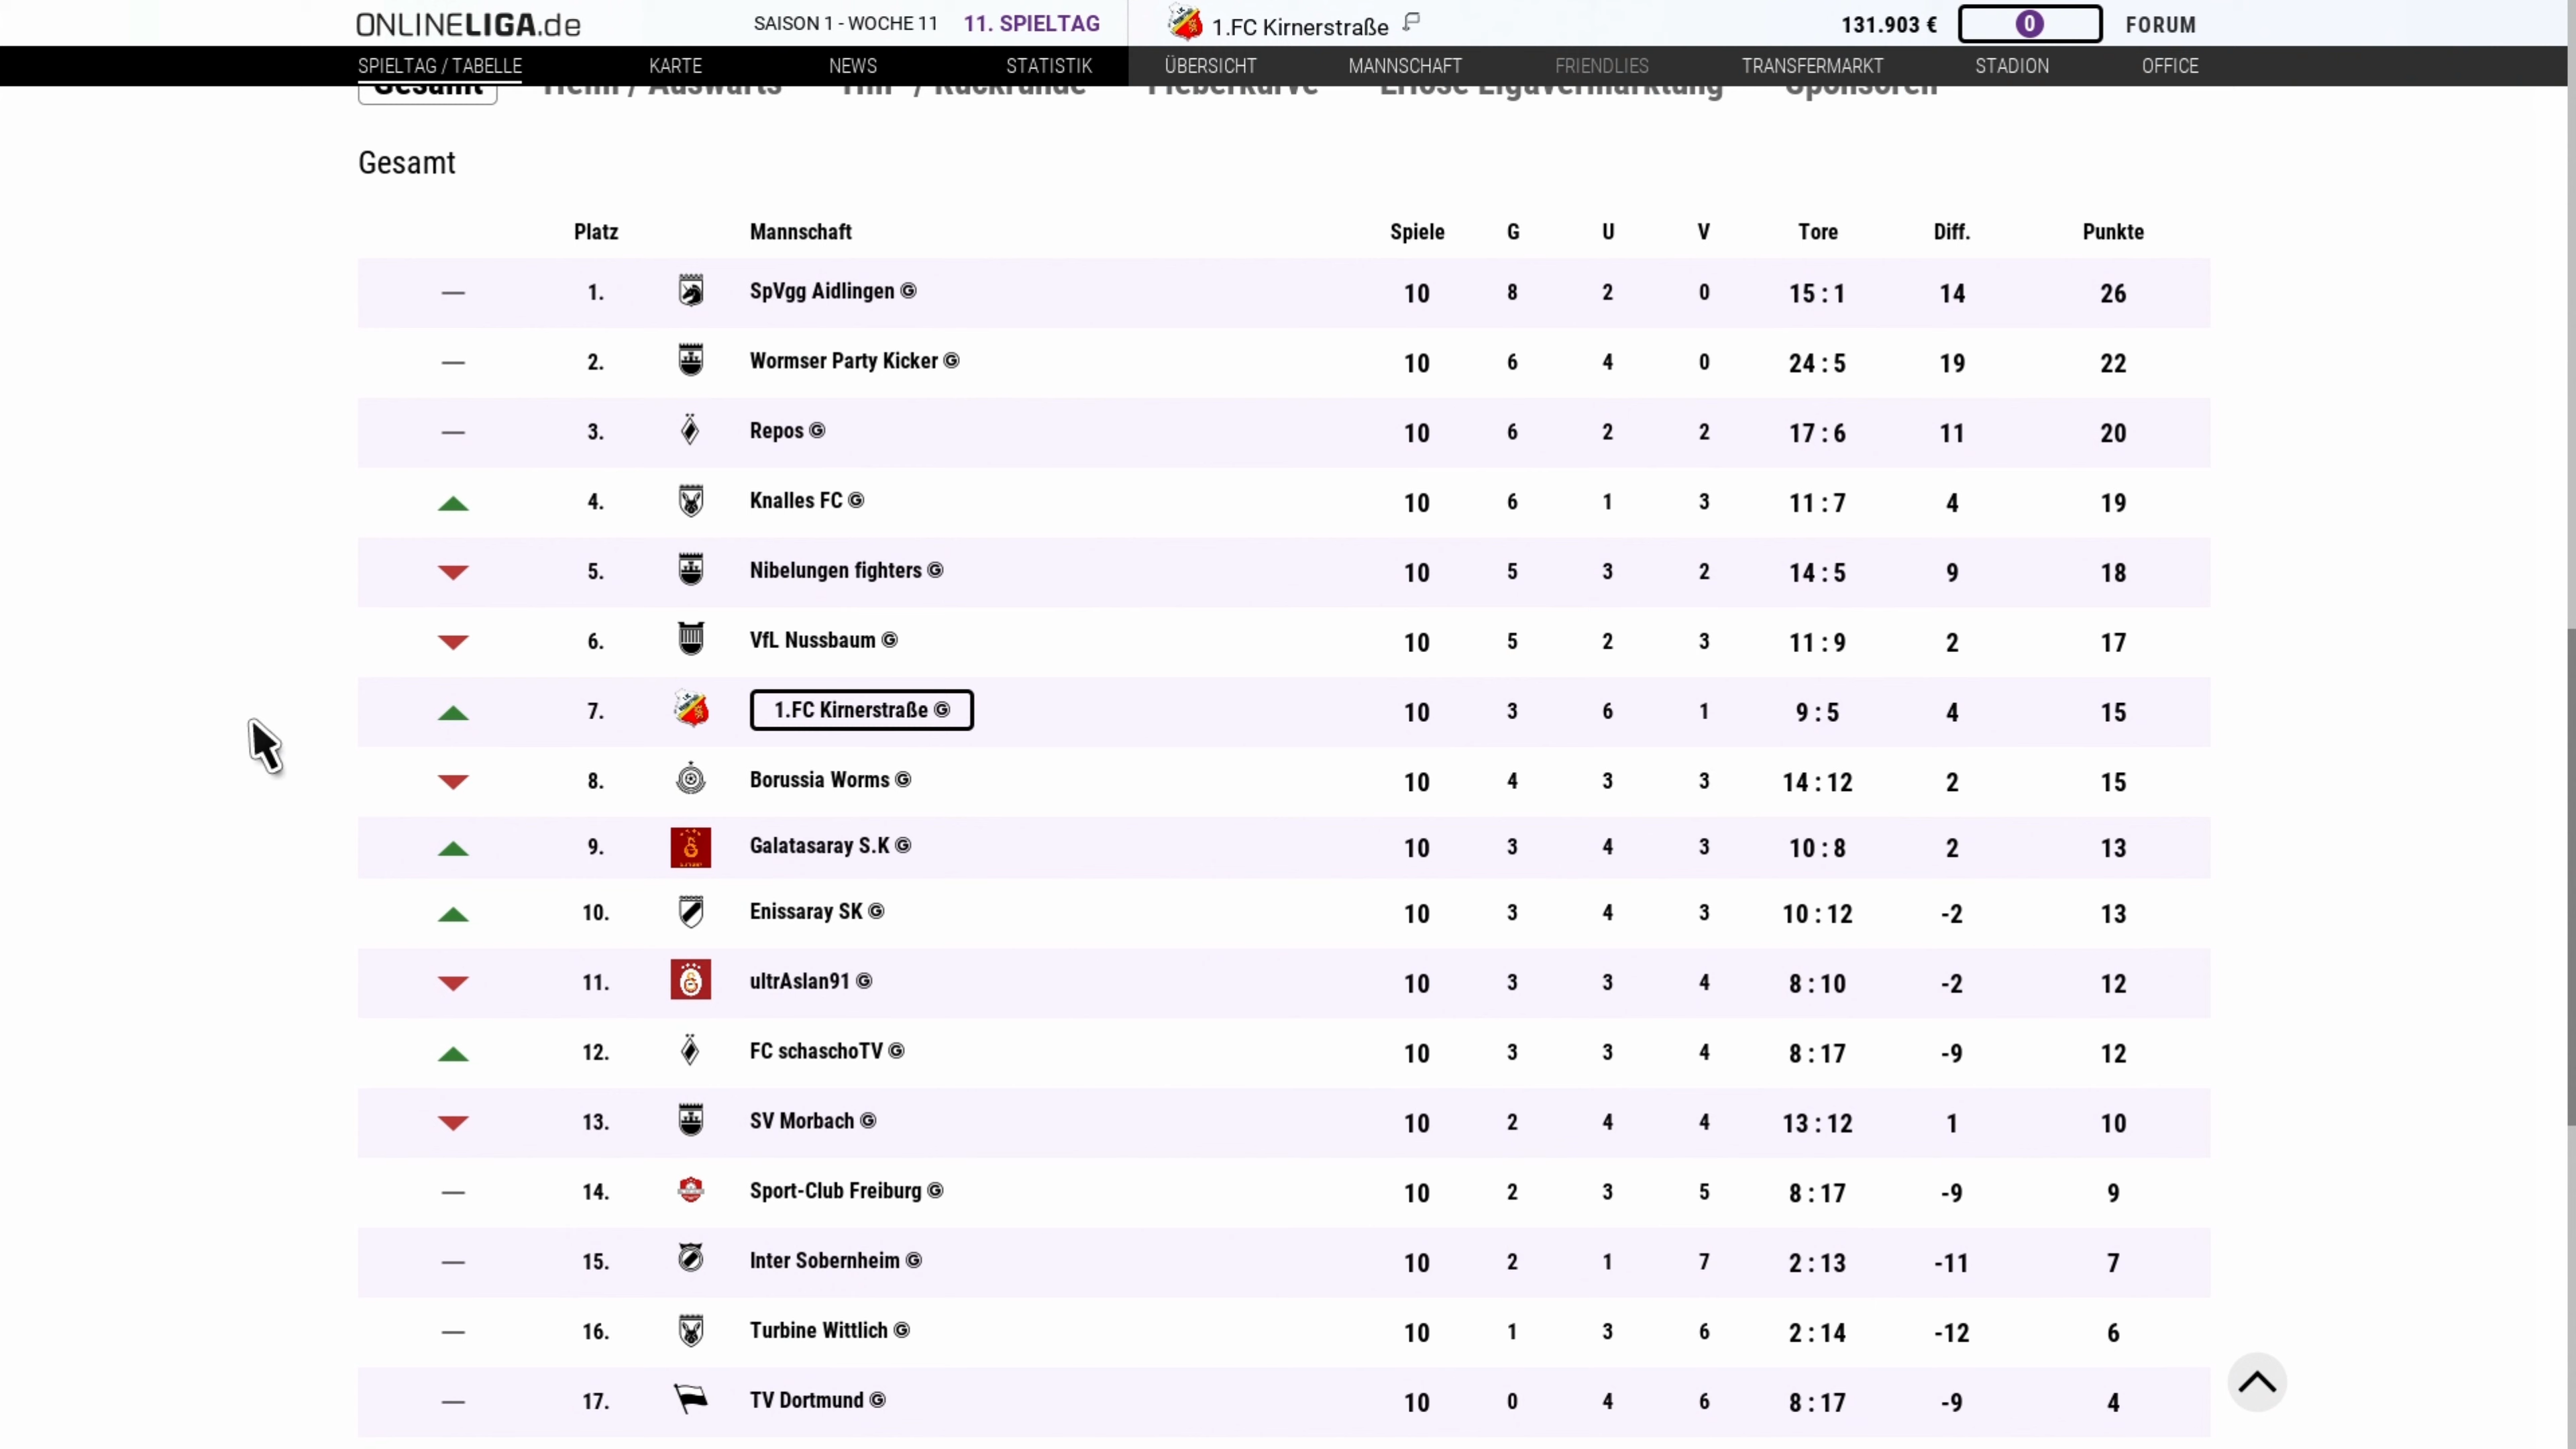 ONLINELIGA.de SAISON 1 - WOCHE 11 11. SPIELTAG 1.FC Kirnerstraße 131.903 € 0 FORUM
SPIELTAG / TABELLE KARTE NEWS STATISTIK ÜBERSICHT MANNSCHAFT FRIENDLIES TRANSFERMARKT STADION OFFICE
Gesamt Heim / Auswärts Hin- / Rückrunde Fieberkurve Erlöse Ligavermarktung Sponsoren
Gesamt
Platz Mannschaft Spiele G U V Tore Diff. Punkte
1. SpVgg Aidlingen G 10 8 2 0 15 : 1 14 26
2. Wormser Party Kicker G 10 6 4 0 24 : 5 19 22
3. Repos G 10 6 2 2 17 : 6 11 20
4. Knalles FC G 10 6 1 3 11 : 7 4 19
5. Nibelungen fighters G 10 5 3 2 14 : 5 9 18
6. VfL Nussbaum G 10 5 2 3 11 : 9 2 17
7. 1.FC Kirnerstraße G 10 3 6 1 9 : 5 4 15
8. Borussia Worms G 10 4 3 3 14 : 12 2 15
9. Galatasaray S.K G 10 3 4 3 10 : 8 2 13
10. Enissaray SK G 10 3 4 3 10 : 12 -2 13
11. ultrAslan91 G 10 3 3 4 8 : 10 -2 12
12. FC schaschoTV G 10 3 3 4 8 : 17 -9 12
13. SV Morbach G 10 2 4 4 13 : 12 1 10
14. Sport-Club Freiburg G 10 2 3 5 8 : 17 -9 9
15. Inter Sobernheim G 10 2 1 7 2 : 13 -11 7
16. Turbine Wittlich G 10 1 3 6 2 : 14 -12 6
17. TV Dortmund G 10 0 4 6 8 : 17 -9 4